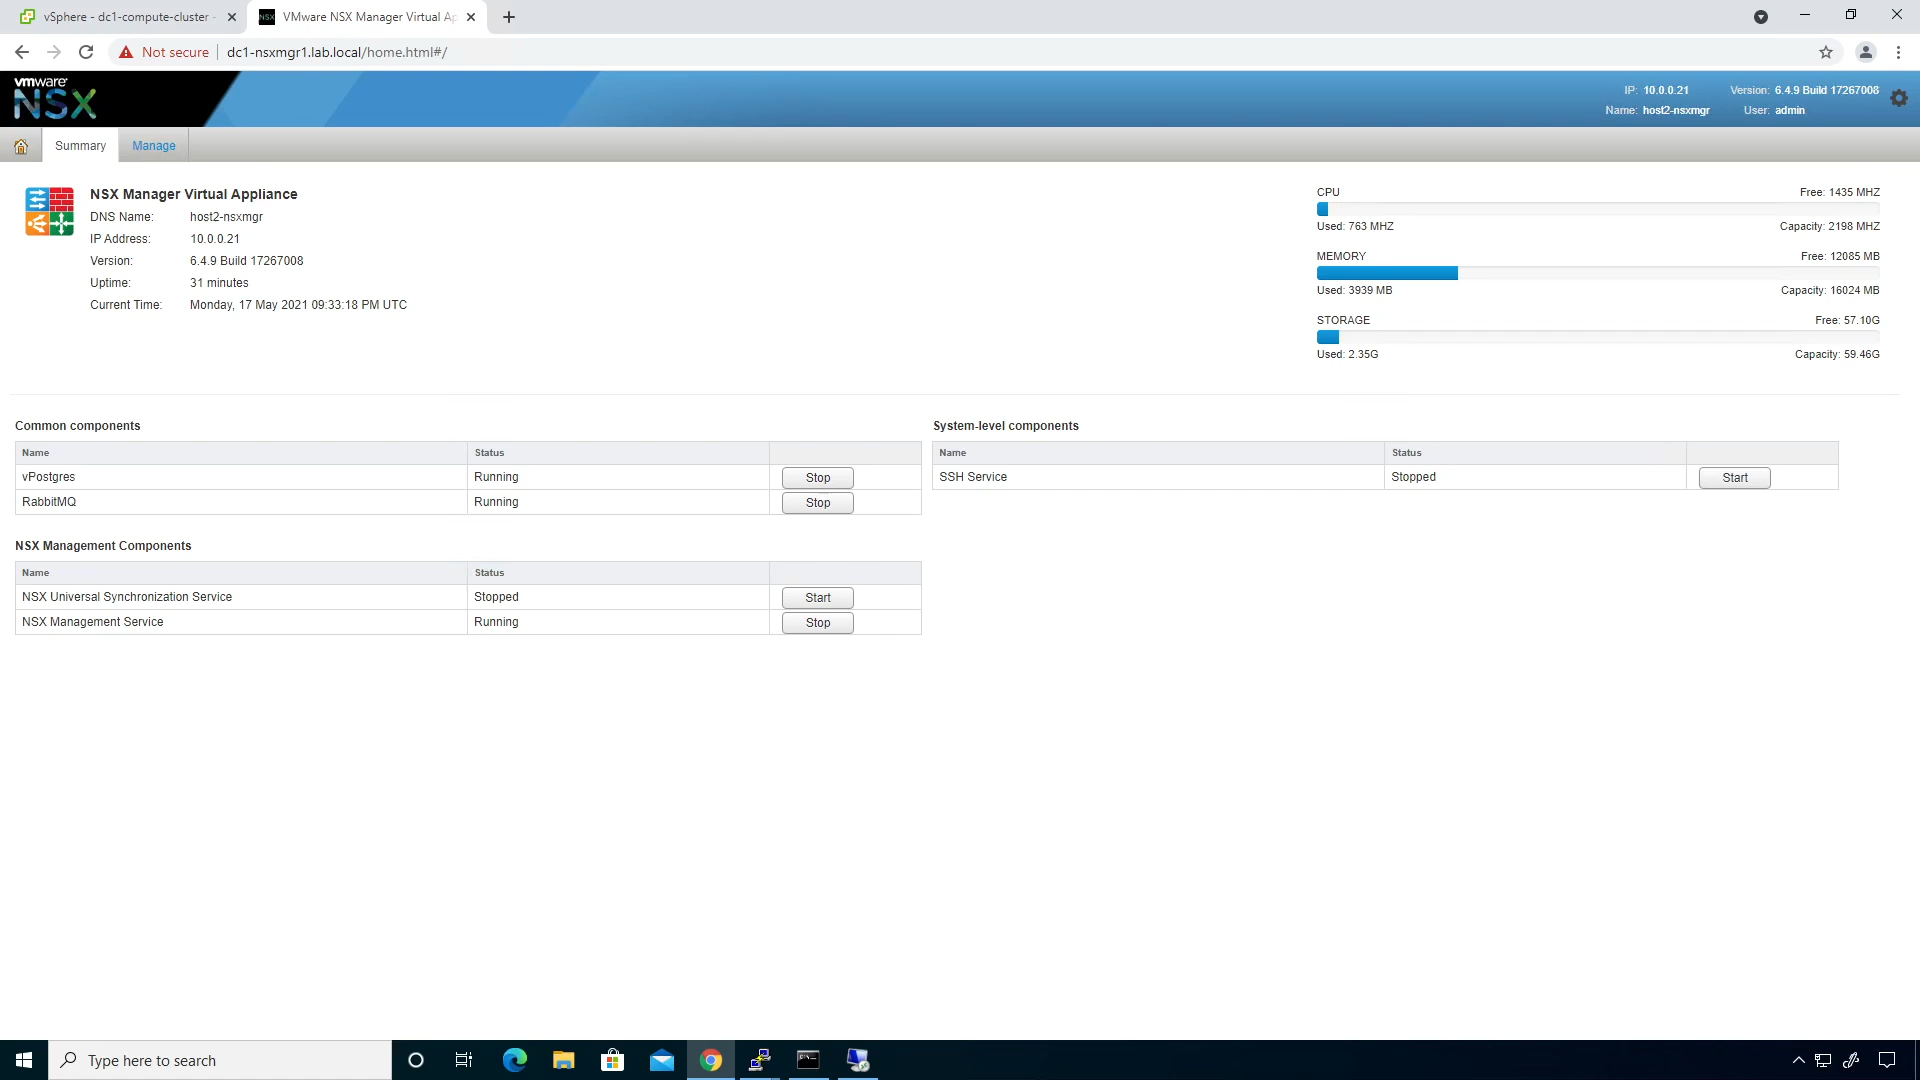 vSphere - dc1-compute-cluster -
VMware NSX Manager Virtual Ap
Not secure dc1-nsxmgr1.lab.local/home.html#/
vmware
NSX
IP: 10.0.0.21 Version: 6.4.9 Build 17267008
Name: host2-nsxmgr User: admin
Summary Manage
NSX Manager Virtual Appliance
DNS Name: host2-nsxmgr
IP Address: 10.0.0.21
Version: 6.4.9 Build 17267008
Uptime: 31 minutes
Current Time: Monday, 17 May 2021 09:33:18 PM UTC
CPU Free: 1435 MHZ
Used: 763 MHZ Capacity: 2198 MHZ
MEMORY Free: 12085 MB
Used: 3939 MB Capacity: 16024 MB
STORAGE Free: 57.10G
Used: 2.35G Capacity: 59.46G
Common components
Name Status
vPostgres Running Stop
RabbitMQ Running Stop
System-level components
Name Status
SSH Service Stopped Start
NSX Management Components
Name Status
NSX Universal Synchronization Service Stopped Start
NSX Management Service Running Stop
Type here to search